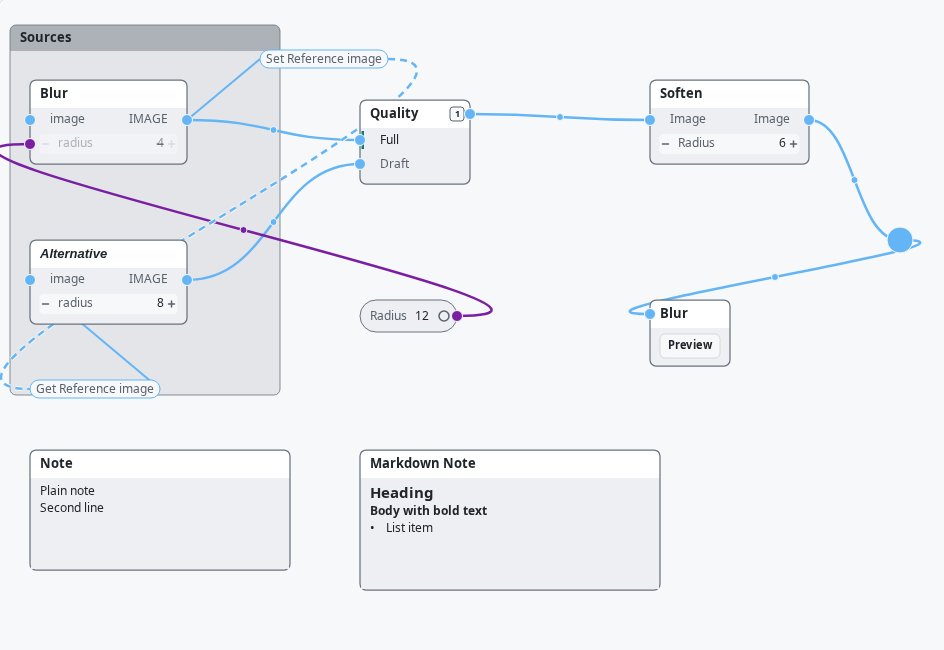 Sources
Set Reference image
Blur
image IMAGE
− radius 4 +
Quality 1
Full
Draft
Soften
Image Image
− Radius 6 +
Alternative
image IMAGE
− radius 8 +
Radius 12
Blur
Preview
Get Reference image
Note
Plain note
Second line
Markdown Note
Heading
Body with bold text
• List item